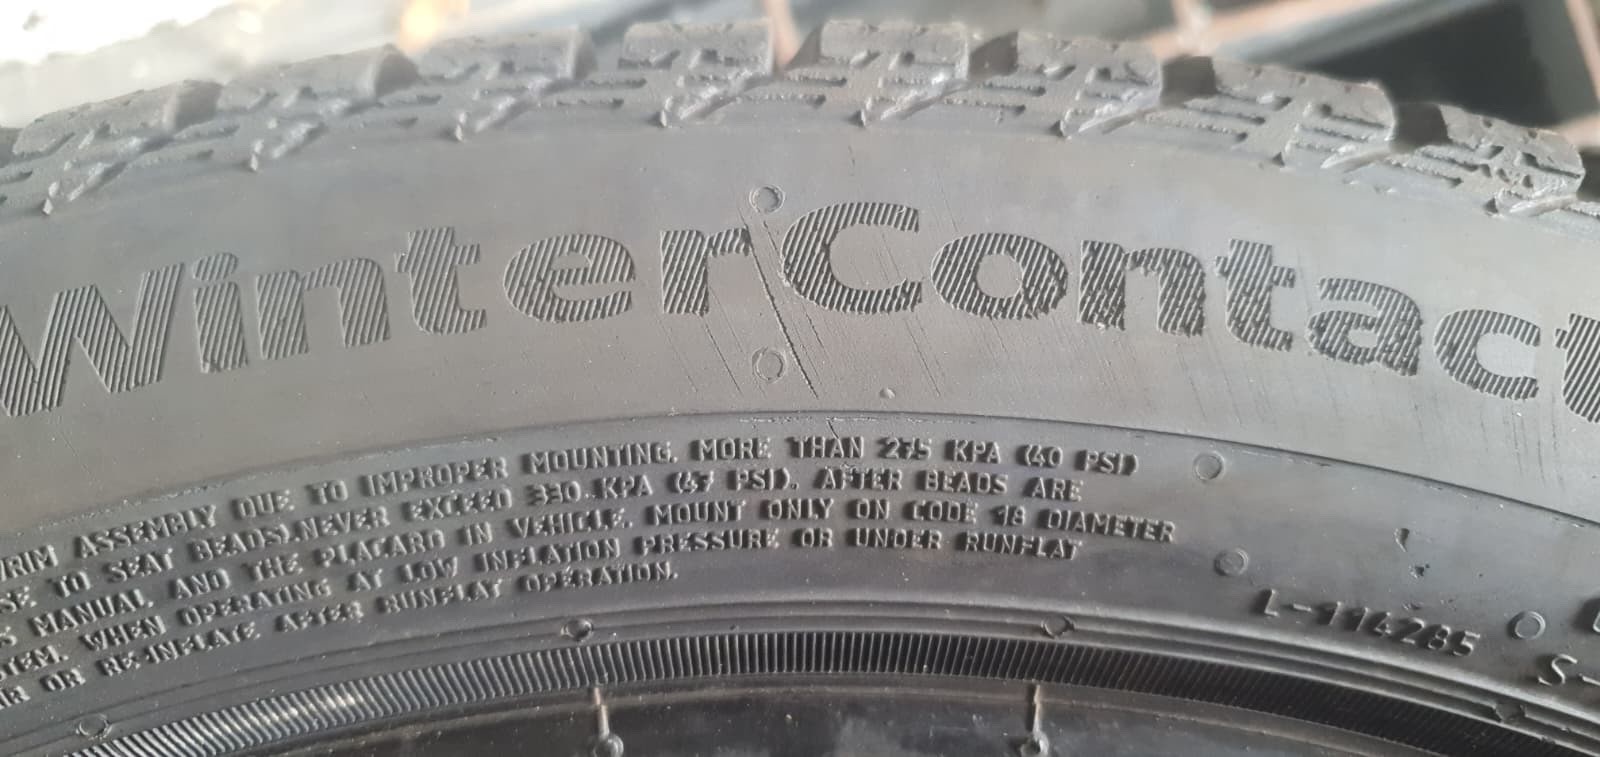 WinterContact
RIM ASSEMBLY DUE TO IMPROPER MOUNTING. MORE THAN 275 KPA (40 PSI)
TO SEAT BEADS).NEVER EXCEED 330 KPA (47 PSI). AFTER BEADS ARE
MANUAL AND THE PLACARD IN VEHICLE. MOUNT ONLY ON CODE 18 DIAMETER
WHEN OPERATING AT LOW INFLATION PRESSURE OR UNDER RUNFLAT
OR RE-INFLATE AFTER RUNFLAT OPERATION.
L-114285
S-